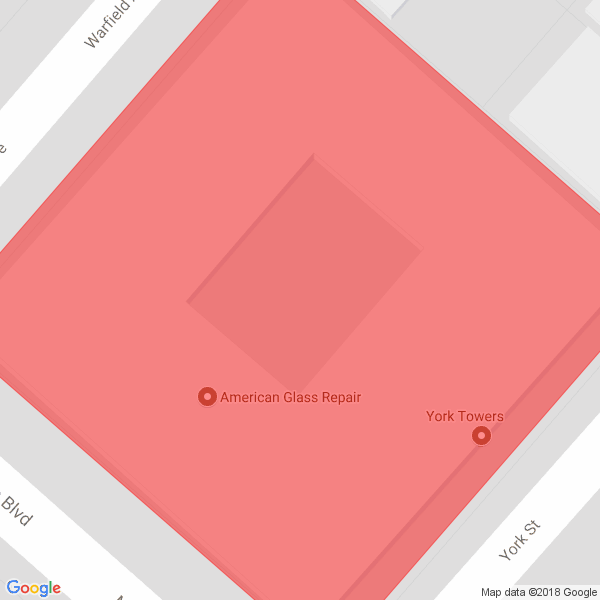 Warfield
e
American Glass Repair
York Towers
Blvd
York St
Google
Map data ©2018 Google